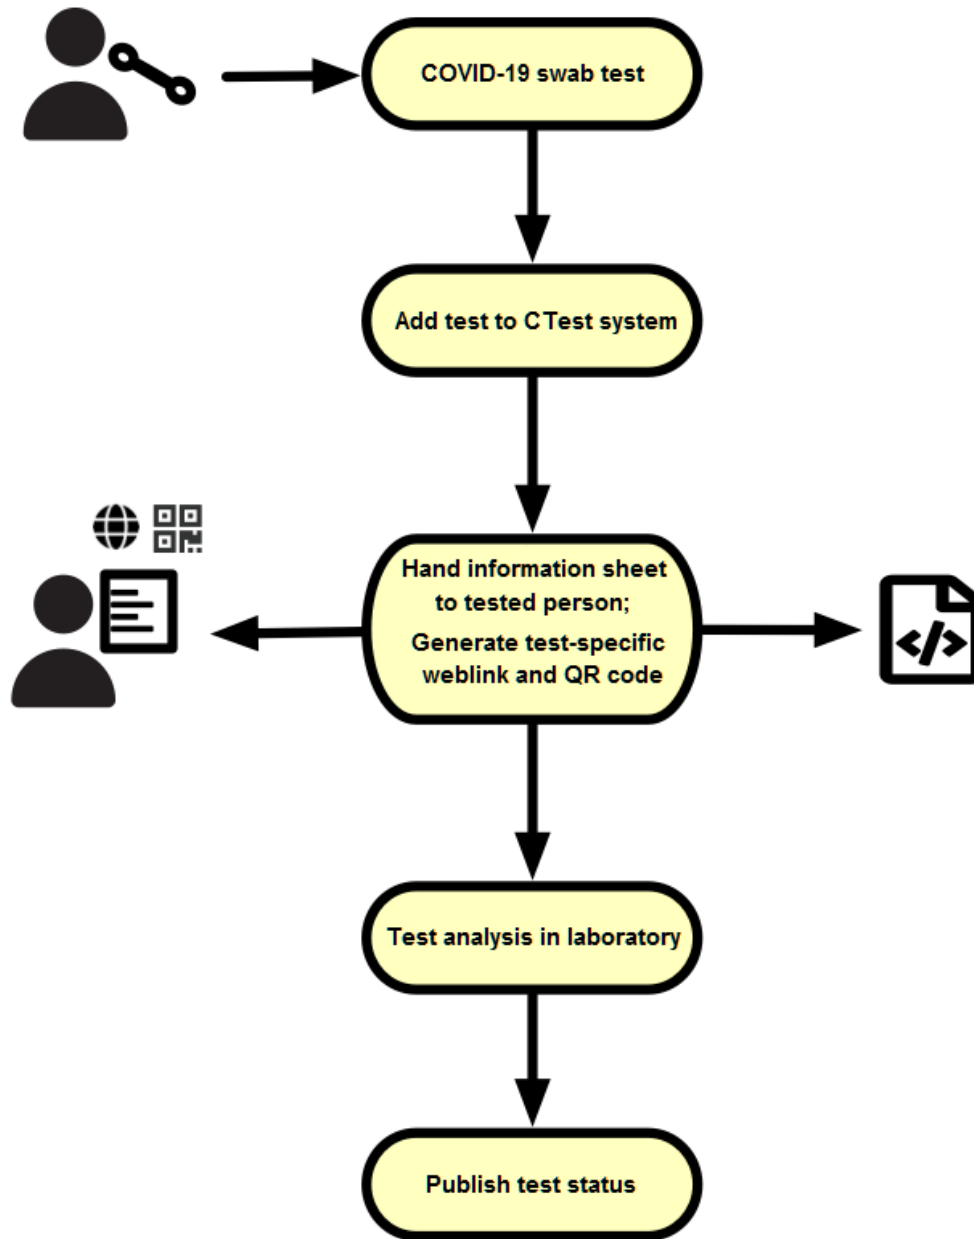 COVID-19 swab test
Add test to CTest system
Hand information sheet
to tested person;
Generate test-specific
weblink and QR code
</>
Test analysis in laboratory
Publish test status